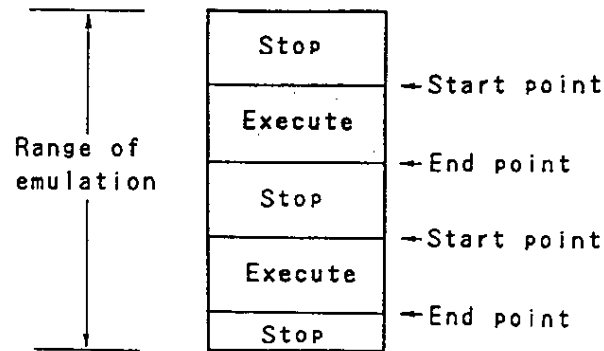 Stop
Start point
Execute
Range of
emulation
End point
Stop
Start point
Execute
End point
Stop